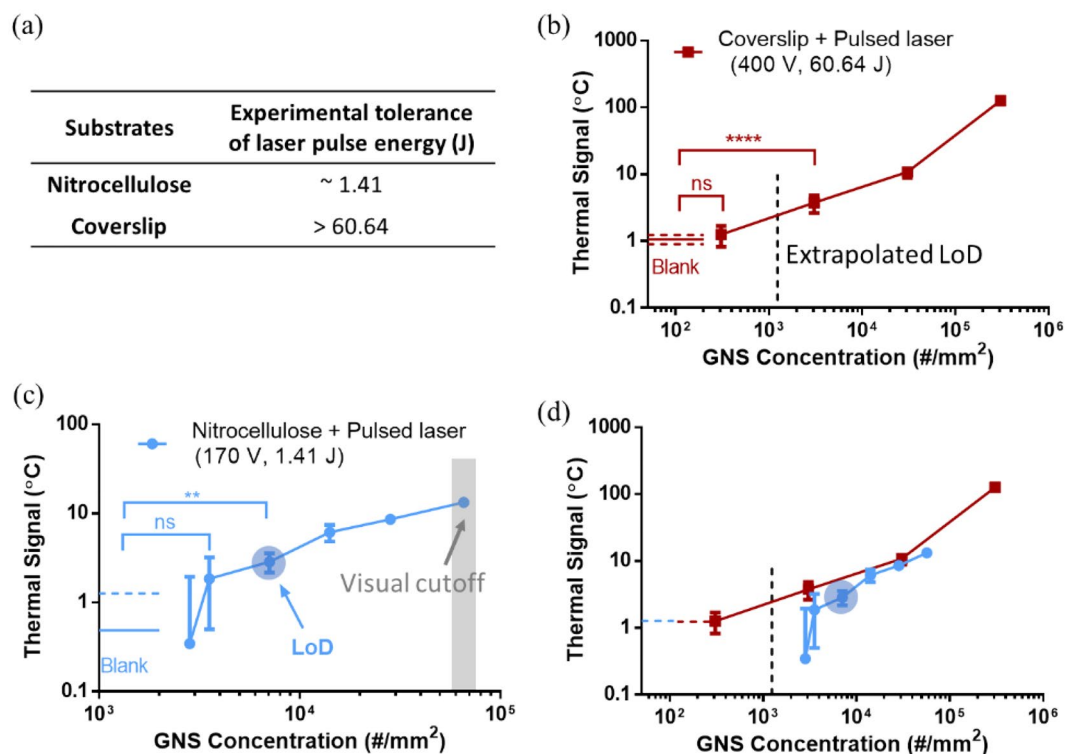 (a)
Substrates
Experimental tolerance
of laser pulse energy (J)
Nitrocellulose
~ 1.41
Coverslip
> 60.64
(b)
Coverslip + Pulsed laser
(400 V, 60.64 J)
Thermal Signal (°C)
1000
100
10
1
0.1
****
ns
Blank
Extrapolated LoD
10²
10³
10⁴
10⁵
10⁶
GNS Concentration (#/mm²)
(c)
Nitrocellulose + Pulsed laser
(170 V, 1.41 J)
Thermal Signal (°C)
100
10
1
0.1
**
ns
Visual cutoff
LoD
Blank
10³
10⁴
10⁵
GNS Concentration (#/mm²)
(d)
Thermal Signal (°C)
1000
100
10
1
0.1
10²
10³
10⁴
10⁵
10⁶
GNS Concentration (#/mm²)